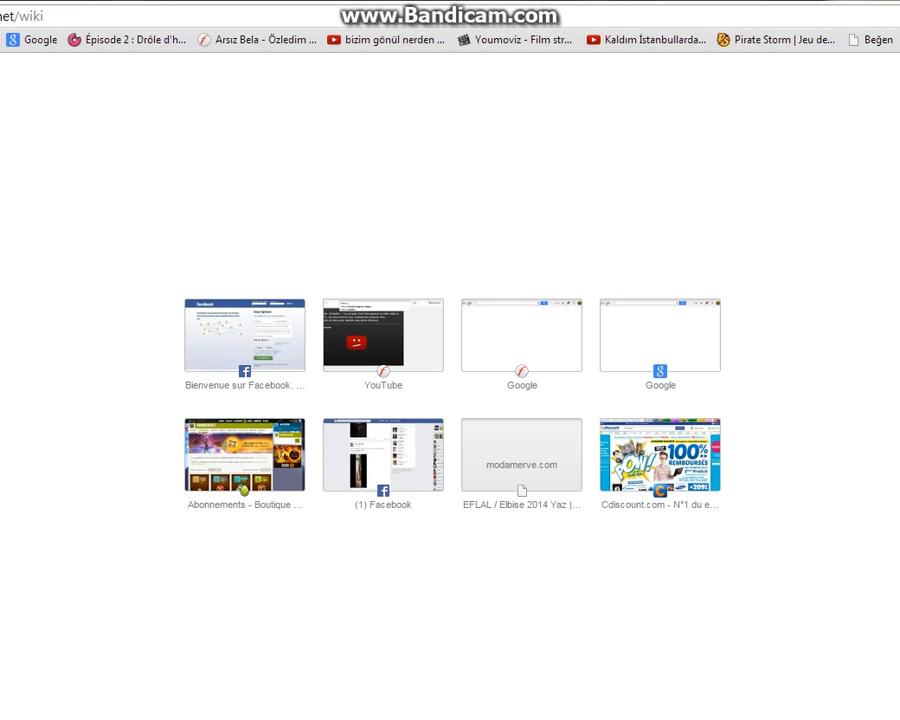 net/wiki
www.Bandicam.com
Google
Épisode 2 : Drôle d'h...
Arsız Bela - Özledim ...
bizim gönül nerden ...
Youmoviz - Film str...
Kaldım İstanbullarda...
Pirate Storm | Jeu de...
Beğen
facebook
Bienvenue sur Facebook. ...
YouTube
Google
Google
modamerve.com
100%
REMBOURSÉS
Abonnements - Boutique ...
(1) Facebook
EFLAL / Elbise 2014 Yaz |...
Cdiscount.com - N°1 du e...